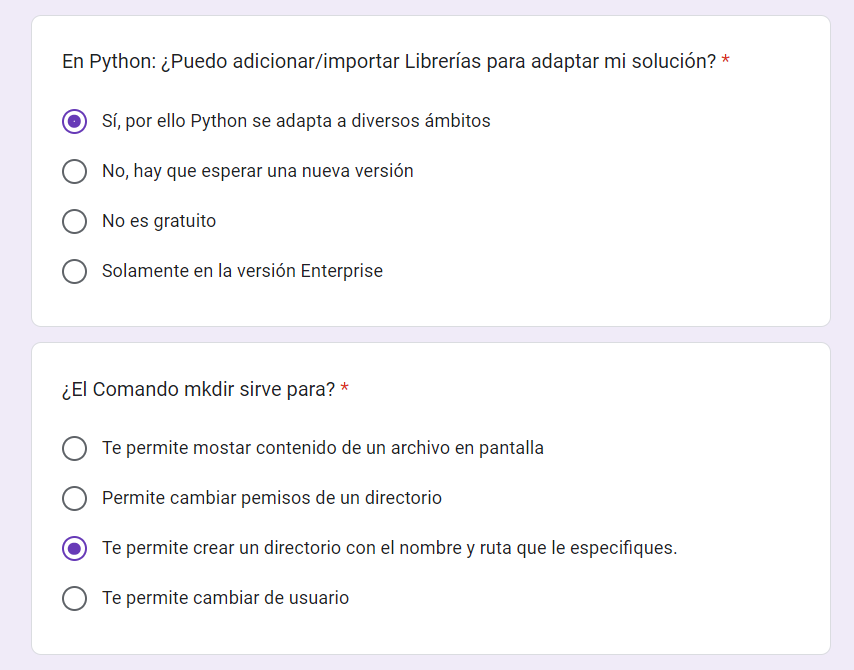 En Python: ¿Puedo adicionar/importar Librerías para adaptar mi solución? *
Sí, por ello Python se adapta a diversos ámbitos
No, hay que esperar una nueva versión
No es gratuito
Solamente en la versión Enterprise
¿El Comando mkdir sirve para? *
Te permite mostar contenido de un archivo en pantalla
Permite cambiar pemisos de un directorio
Te permite crear un directorio con el nombre y ruta que le especifiques.
Te permite cambiar de usuario